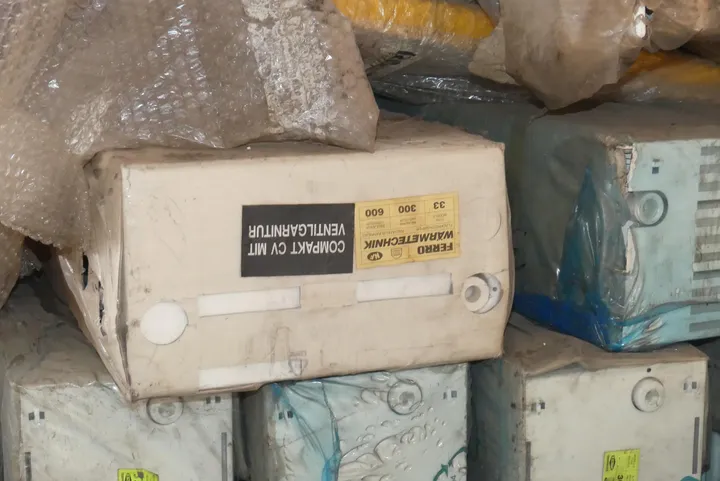 COMPAKT CV MIT
VENTILGARNITUR
FERRO
WÄRMETECHNIK
33 300 600